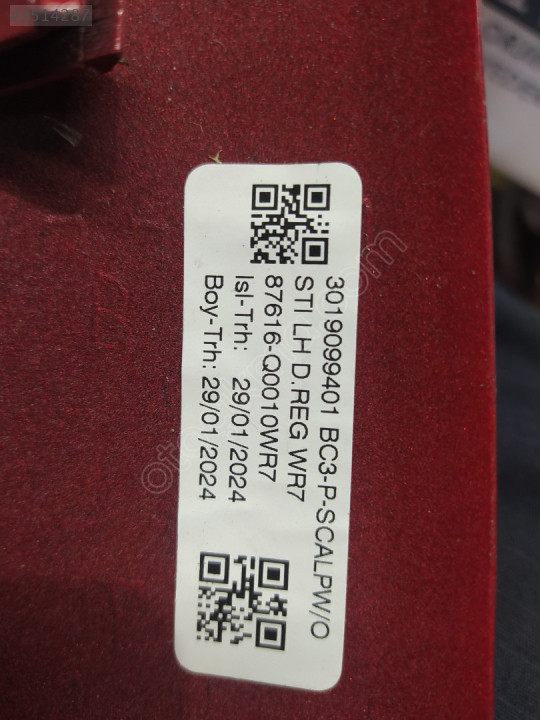 3019099401 BC3-P-SCALPW/O
STI LH D.REG WR7
87616-Q0010WR7
Isl-Trh: 29/01/2024
Boy-Trh: 29/01/2024